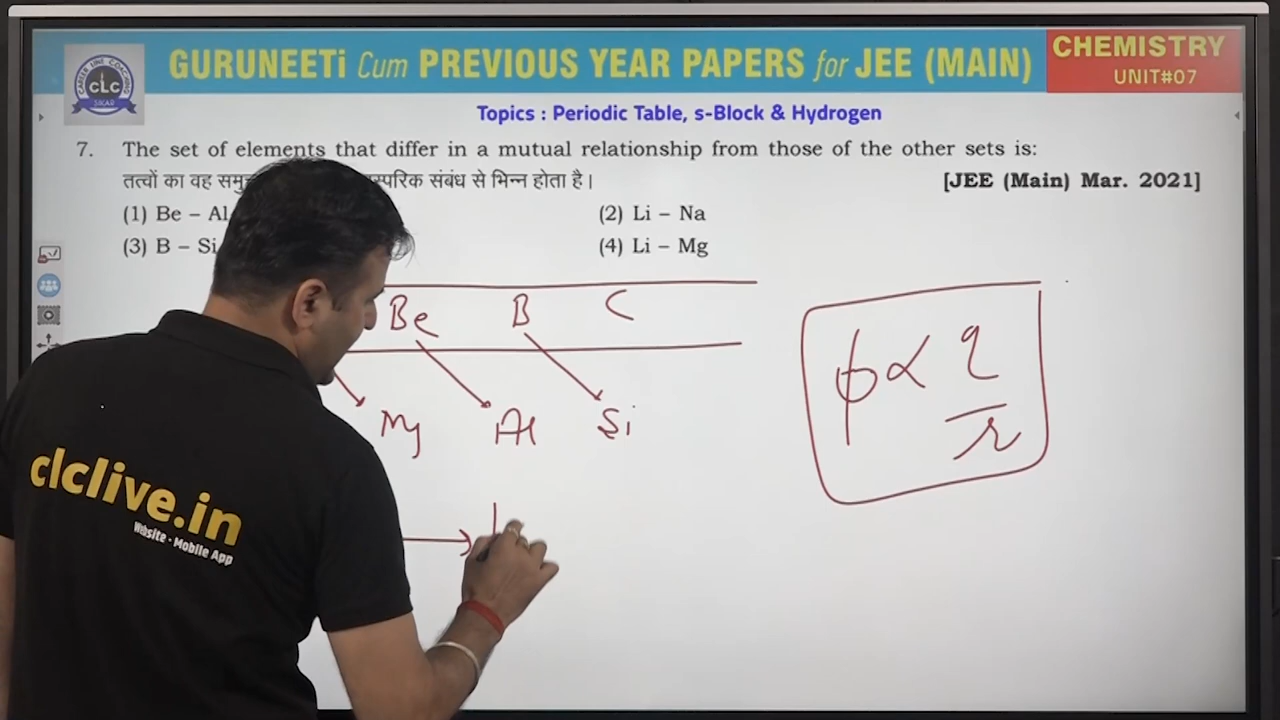 GURUNEETi Cum PREVIOUS YEAR PAPERS for JEE (MAIN)
CHEMISTRY
UNIT#07
CLC
SIKAR
Topics : Periodic Table, s-Block & Hydrogen
7. The set of elements that differ in a mutual relationship from those of the other sets is:
तत्वों का वह संबंध से भिन्न होता है।
[JEE (Main) Mar. 2021]
(1) Be – Al
(2) Li – Na
(3) B – Si
(4) Li – Mg
Be B C
Mg Al Si
ϕ ∝ q/r
clclive.in
Website · Mobile App